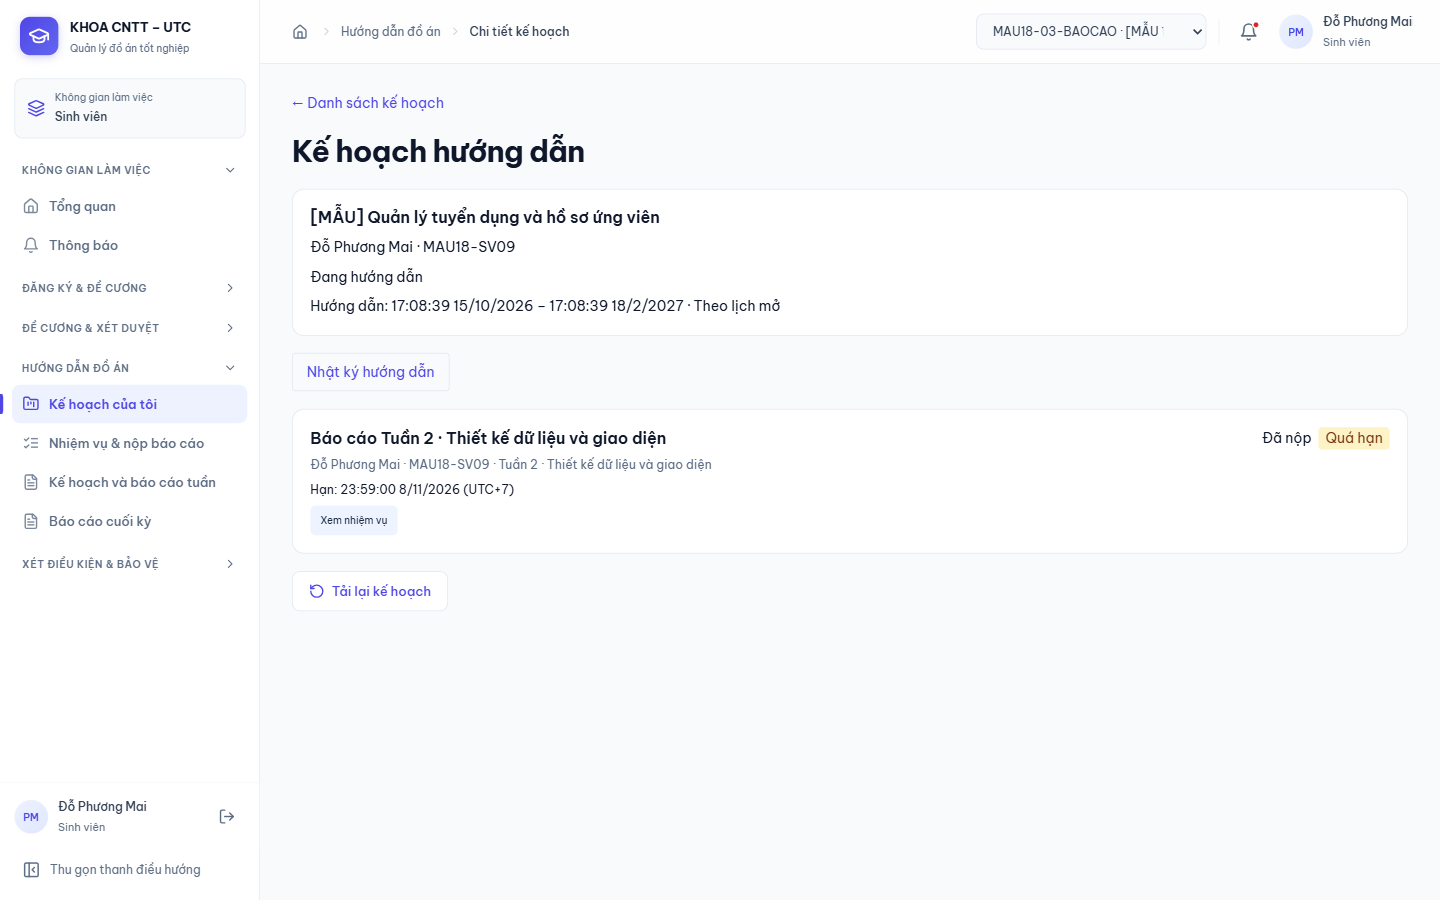 KHOA CNTT – UTC
Quản lý đồ án tốt nghiệp
Không gian làm việc
Sinh viên
KHÔNG GIAN LÀM VIỆC
Tổng quan
Thông báo
ĐĂNG KÝ & ĐỀ CƯƠNG
ĐỀ CƯƠNG & XÉT DUYỆT
HƯỚNG DẪN ĐỒ ÁN
Kế hoạch của tôi
Nhiệm vụ & nộp báo cáo
Kế hoạch và báo cáo tuần
Báo cáo cuối kỳ
XÉT ĐIỀU KIỆN & BẢO VỆ
PM
Đỗ Phương Mai
Sinh viên
Thu gọn thanh điều hướng
Hướng dẫn đồ án
Chi tiết kế hoạch
MAU18-03-BAOCAO · [MẪU
PM
Đỗ Phương Mai
Sinh viên
← Danh sách kế hoạch
Kế hoạch hướng dẫn
[MẪU] Quản lý tuyển dụng và hồ sơ ứng viên
Đỗ Phương Mai · MAU18-SV09
Đang hướng dẫn
Hướng dẫn: 17:08:39 15/10/2026 – 17:08:39 18/2/2027 · Theo lịch mở
Nhật ký hướng dẫn
Báo cáo Tuần 2 · Thiết kế dữ liệu và giao diện
Đã nộp Quá hạn
Đỗ Phương Mai · MAU18-SV09 · Tuần 2 · Thiết kế dữ liệu và giao diện
Hạn: 23:59:00 8/11/2026 (UTC+7)
Xem nhiệm vụ
Tải lại kế hoạch